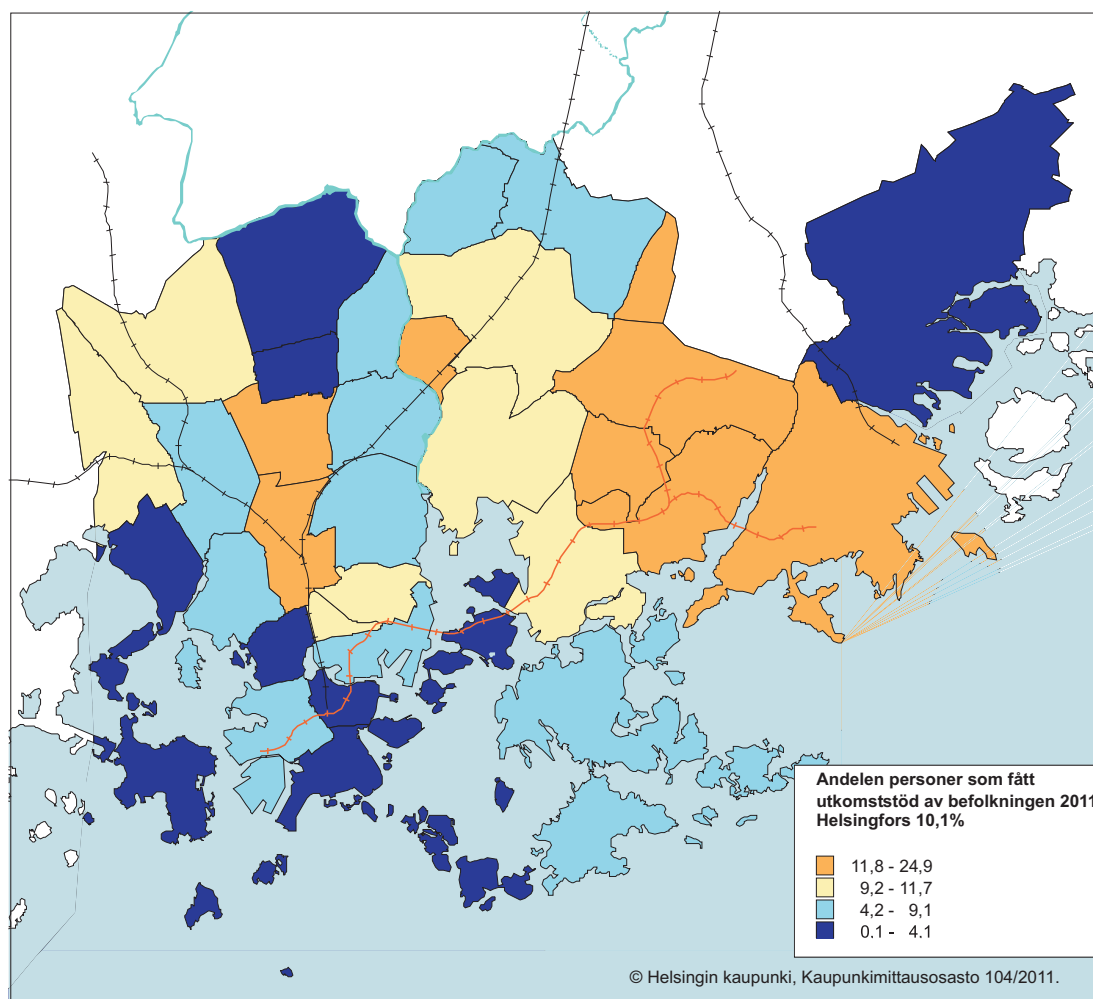 Andelen personer som fått
utkomststöd av befolkningen 2011
Helsingfors 10,1%
11,8 - 24,9
9,2 - 11,7
4,2 - 9,1
0.1 - 4.1
© Helsingin kaupunki, Kaupunkimittausosasto 104/2011.